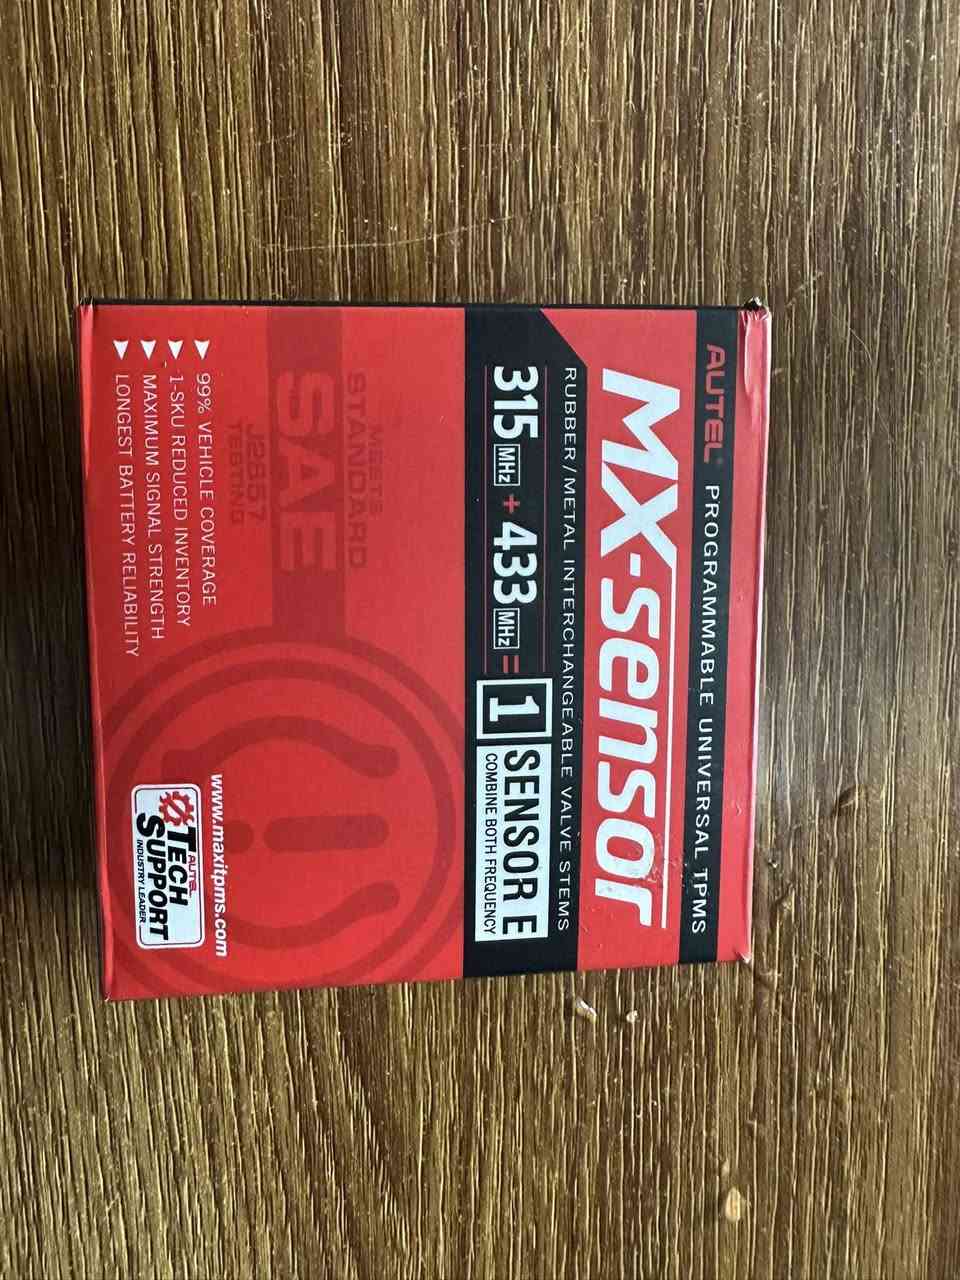 AUTEL® PROGRAMMABLE UNIVERSAL TPMS
MX-sensor
RUBBER/METAL INTERCHANGEABLE VALVE STEMS
315 MHz + 433 MHz = 1 SENSOR E
COMBINE BOTH FREQUENCY
MEETS
STANDARD
SAE
J2657
TESTING
99% VEHICLE COVERAGE
1-SKU REDUCED INVENTORY
MAXIMUM SIGNAL STRENGTH
LONGEST BATTERY RELIABILITY
www.maxitpms.com
AUTEL
TECH
SUPPORT
INDUSTRY LEADER